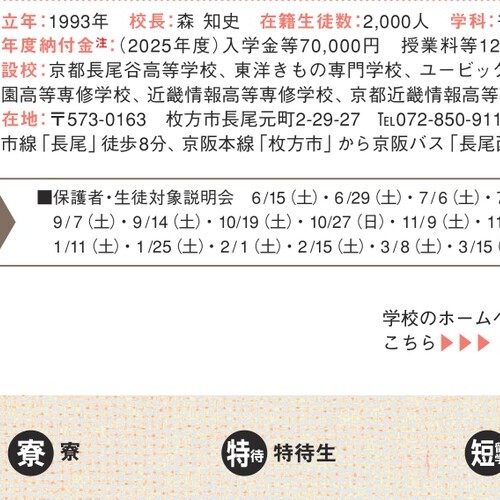 立年：1993年　校長：森 知史　在籍生徒数：2,000人　学科：
年度納付金注：（2025年度）入学金等70,000円　授業料等12
設校：京都長尾谷高等学校、東洋きもの専門学校、ユービック
園高等専修学校、近畿情報高等専修学校、京都近畿情報高等
在地：〒573-0163　枚方市長尾元町2-29-27　℡072-850-911
市線「長尾」徒歩8分、京阪本線「枚方市」から京阪バス「長尾西
■保護者・生徒対象説明会　6/15（土）・6/29（土）・7/6（土）・7
9/7（土）・9/14（土）・10/19（土）・10/27（日）・11/9（土）・11
1/11（土）・1/25（土）・2/1（土）・2/15（土）・3/8（土）・3/15
学校のホームペ
こちら▶▶▶
寮 寮
特待 特待生
短